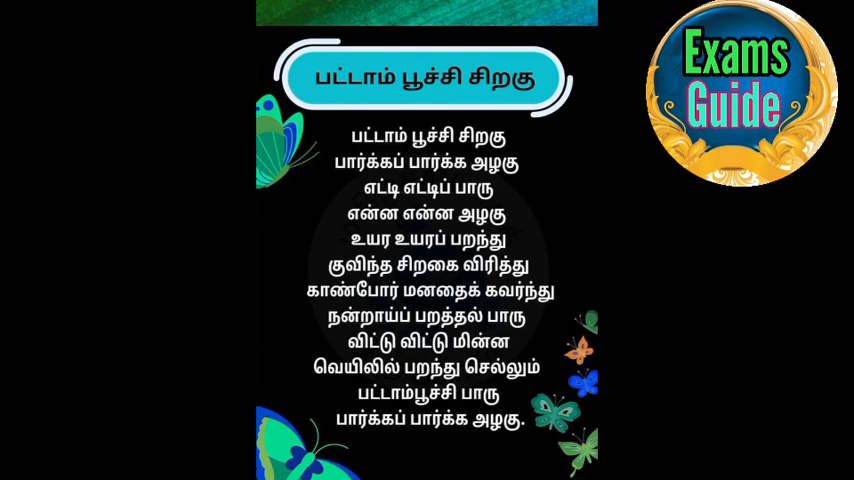 பட்டாம் பூச்சி சிறகு
பட்டாம் பூச்சி சிறகு
பார்க்கப் பார்க்க அழகு
எட்டி எட்டிப் பாரு
என்ன என்ன அழகு
உயர உயரப் பறந்து
குவிந்த சிறகை விரித்து
காண்போர் மனதைக் கவர்ந்து
நன்றாய்ப் பறத்தல் பாரு
விட்டு விட்டு மின்ன
வெயிலில் பறந்து செல்லும்
பட்டாம்பூச்சி பாரு
பார்க்கப் பார்க்க அழகு.
Exams
Guide